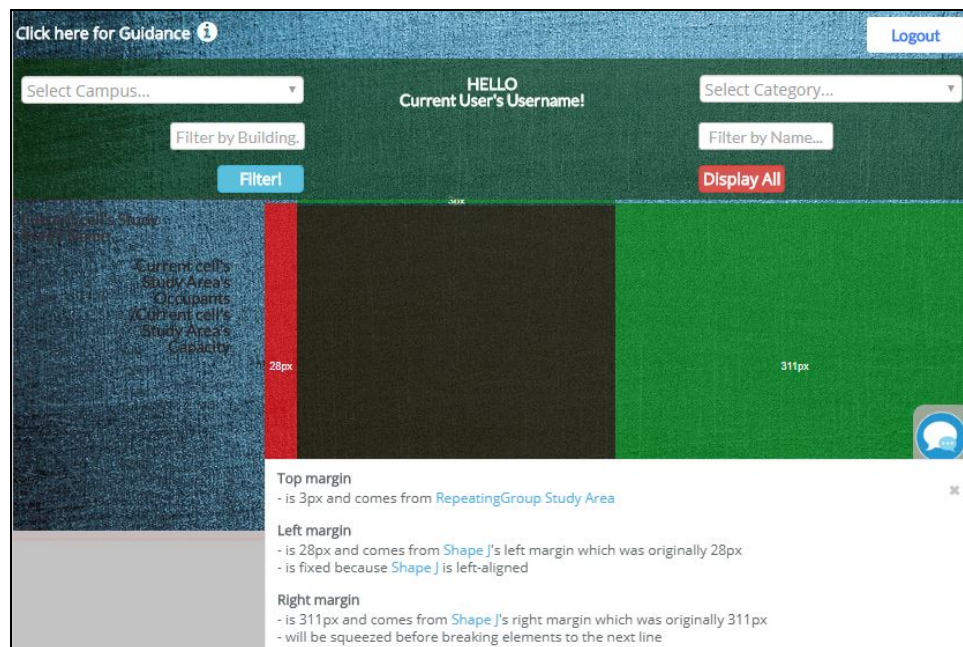 Click here for Guidance i
Logout
Select Campus...
HELLO
Current User's Username!
Select Category...
Filter by Building.
Filter by Name...
Filter!
Display All
3px
cell's Study
Current cell's
Study Area's
Occupants
/Current cell's
Study Area's
Capacity
28px
311px
Top margin
- is 3px and comes from RepeatingGroup Study Area
Left margin
- is 28px and comes from Shape J's left margin which was originally 28px
- is fixed because Shape J is left-aligned
Right margin
- is 311px and comes from Shape J's right margin which was originally 311px
- will be squeezed before breaking elements to the next line